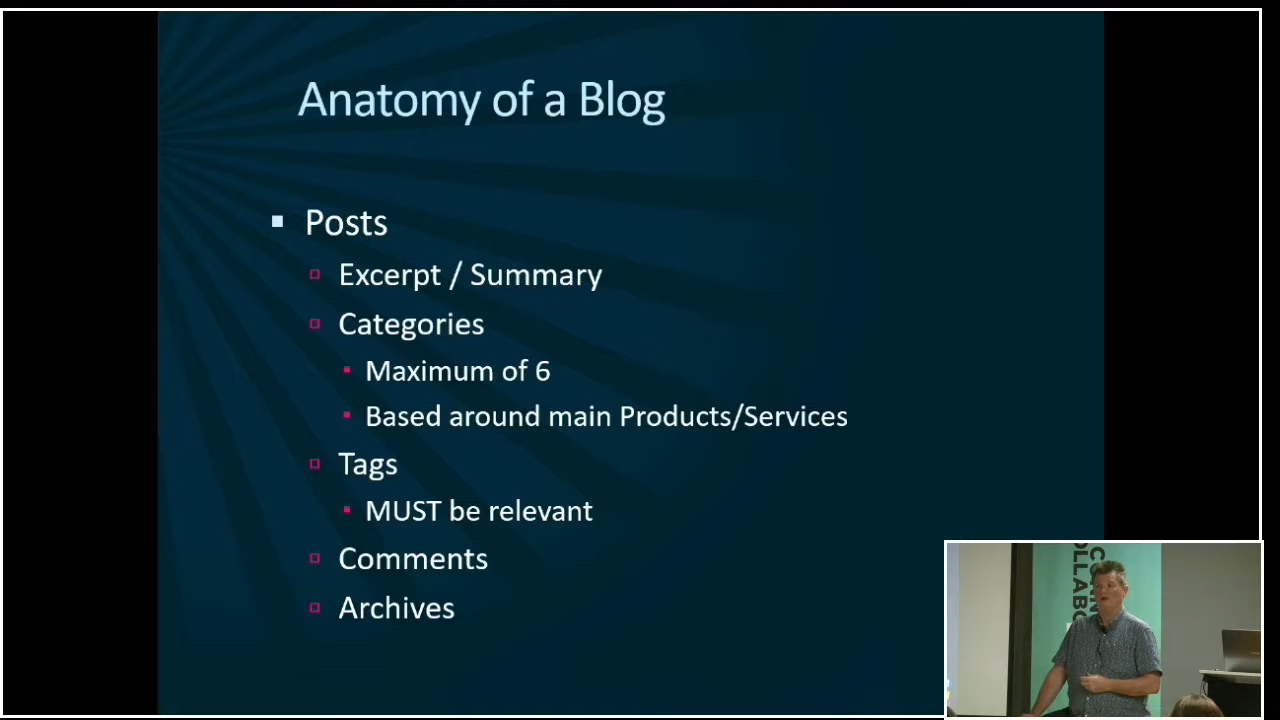 Anatomy of a Blog
Posts
Excerpt / Summary
Categories
Maximum of 6
Based around main Products/Services
Tags
MUST be relevant
Comments
Archives